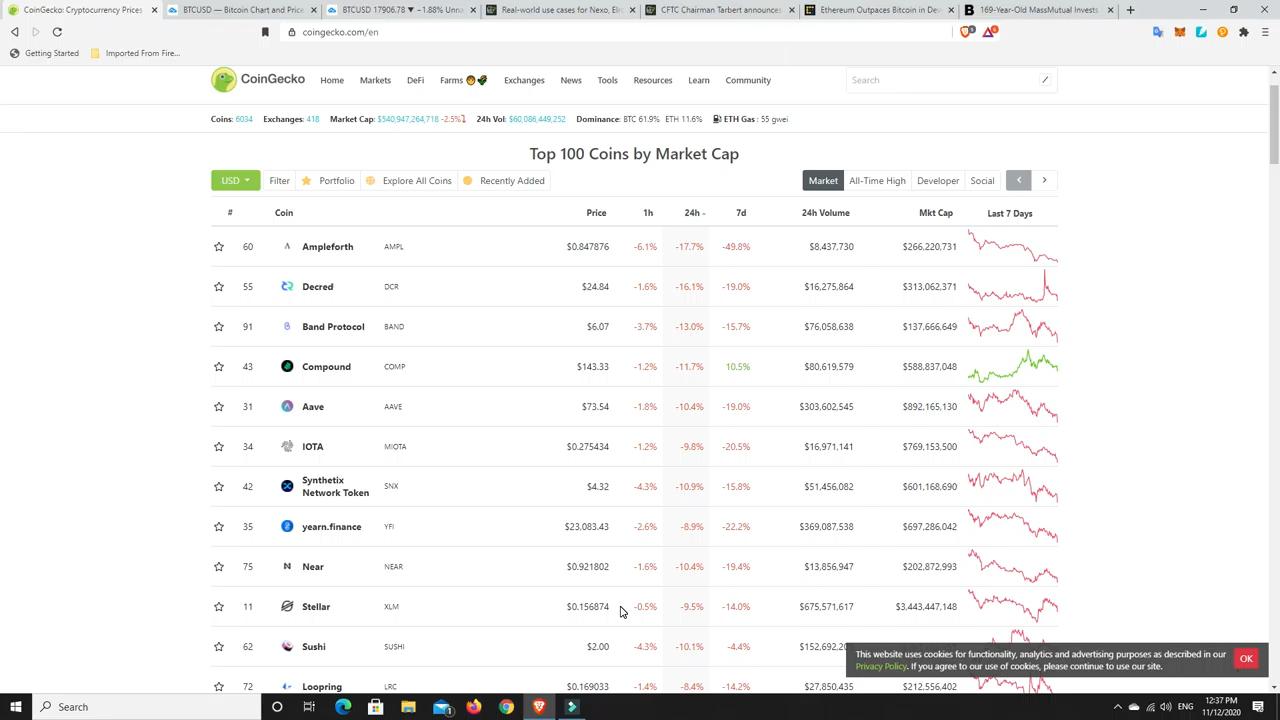 CoinGecko: Cryptocurrency Prices
BTCUSD — Bitcoin Chart and Price
BTCUSD 17906.78 ▼ −1.88% Unna
Real-world use cases for Nexo, Elro
CFTC Chairman Tarbert announces
Ethereum Outpaces Bitcoin in Dev
169-Year-Old MassMutual Invests
coingecko.com/en
Getting Started
Imported From Fire...
CoinGecko
Home
Markets
DeFi
Farms
Exchanges
News
Tools
Resources
Learn
Community
Search
/
Coins: 6034 Exchanges: 418 Market Cap: $540,947,264,718 -2.5% 24h Vol: $60,086,449,252 Dominance: BTC 61.9% ETH 11.6% ETH Gas : 55 gwei
Top 100 Coins by Market Cap
USD
Filter
Portfolio
Explore All Coins
Recently Added
Market
All-Time High
Developer
Social
# Coin Price 1h 24h 7d 24h Volume Mkt Cap Last 7 Days
60 Ampleforth AMPL $0.847876 -6.1% -17.7% -49.8% $8,437,730 $266,220,731
55 Decred DCR $24.84 -1.6% -16.1% -19.0% $16,275,864 $313,062,371
91 Band Protocol BAND $6.07 -3.7% -13.0% -15.7% $76,058,638 $137,666,649
43 Compound COMP $143.33 -1.2% -11.7% 10.5% $80,619,579 $588,837,048
31 Aave AAVE $73.54 -1.8% -10.4% -19.0% $303,602,545 $892,165,130
34 IOTA MIOTA $0.275434 -1.2% -9.8% -20.5% $16,971,141 $769,153,500
42 Synthetix
Network Token SNX $4.32 -4.3% -10.9% -15.8% $51,456,082 $601,168,690
35 yearn.finance YFI $23,083.43 -2.6% -8.9% -22.2% $369,087,538 $697,286,042
75 Near NEAR $0.921802 -1.6% -10.4% -19.4% $13,856,947 $202,872,993
11 Stellar XLM $0.156874 -0.5% -9.5% -14.0% $675,571,617 $3,443,447,148
62 Sushi SUSHI $2.00 -4.3% -10.1% -4.4% $152,692,20
72 Loopring LRC $0.169033 -1.4% -8.4% -14.2% $27,850,435 $212,556,402
This website uses cookies for functionality, analytics and advertising purposes as described in our
Privacy Policy. If you agree to our use of cookies, please continue to use our site.
OK
Search
ENG
12:37 PM
11/12/2020